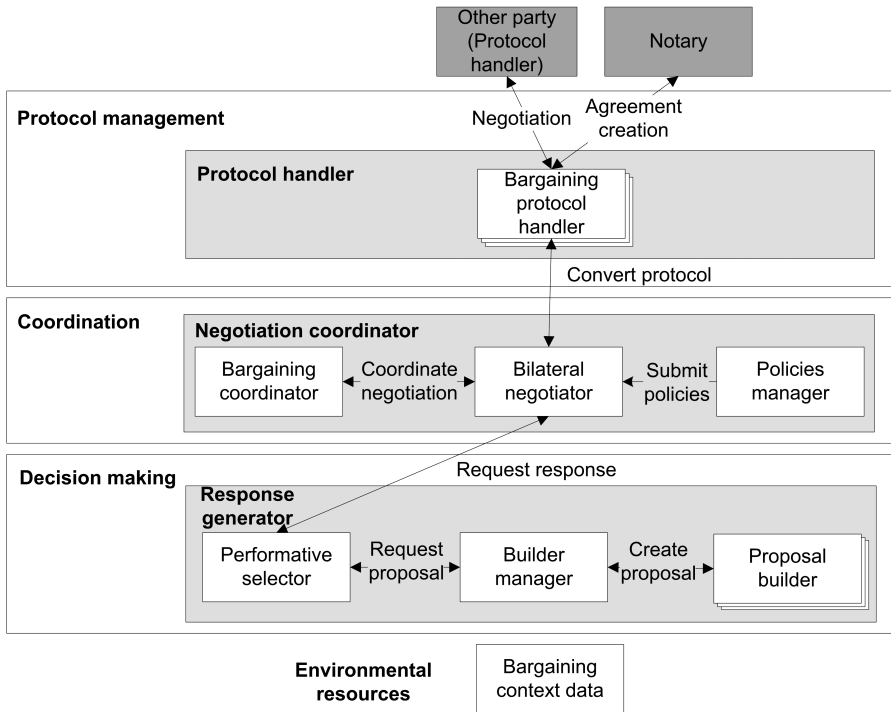 Other party
(Protocol
handler)
Notary
Negotiation
Agreement
creation
Protocol management
Protocol handler
Bargaining
protocol
handler
Convert protocol
Coordination
Negotiation coordinator
Bargaining
coordinator
Coordinate
negotiation
Bilateral
negotiator
Submit
policies
Policies
manager
Request response
Decision making
Response
generator
Performative
selector
Request
proposal
Builder
manager
Create
proposal
Proposal
builder
Environmental
resources
Bargaining
context data